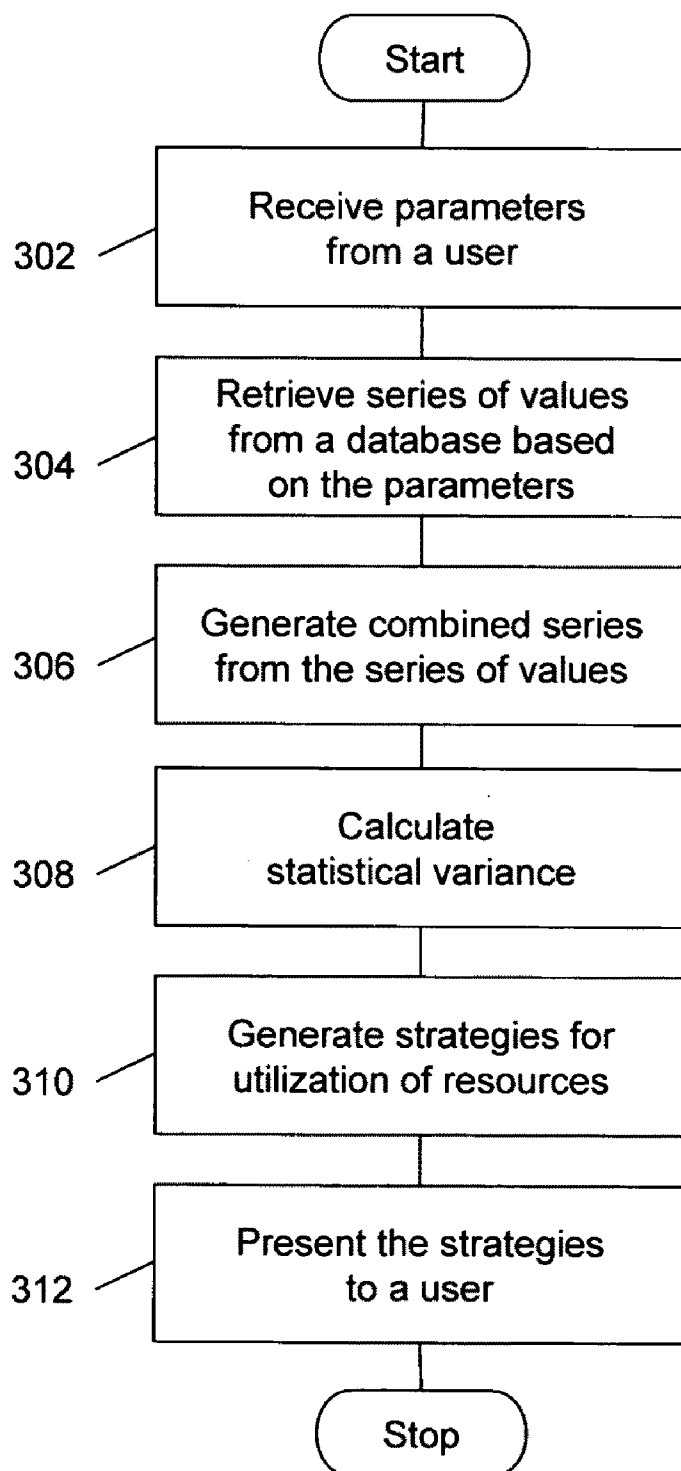 Start
Receive parameters
from a user
302
Retrieve series of values
from a database based
on the parameters
304
Generate combined series
from the series of values
306
Calculate
statistical variance
308
Generate strategies for
utilization of resources
310
Present the strategies
to a user
312
Stop